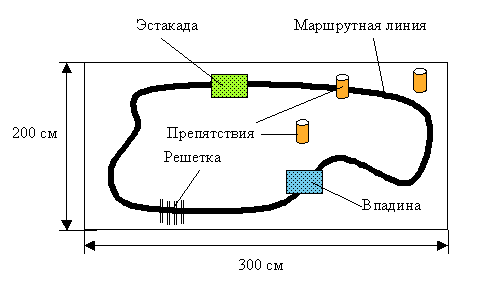 Эстакада
Маршрутная линия
200 см
Препятствия
Решетка
Впадина
300 см